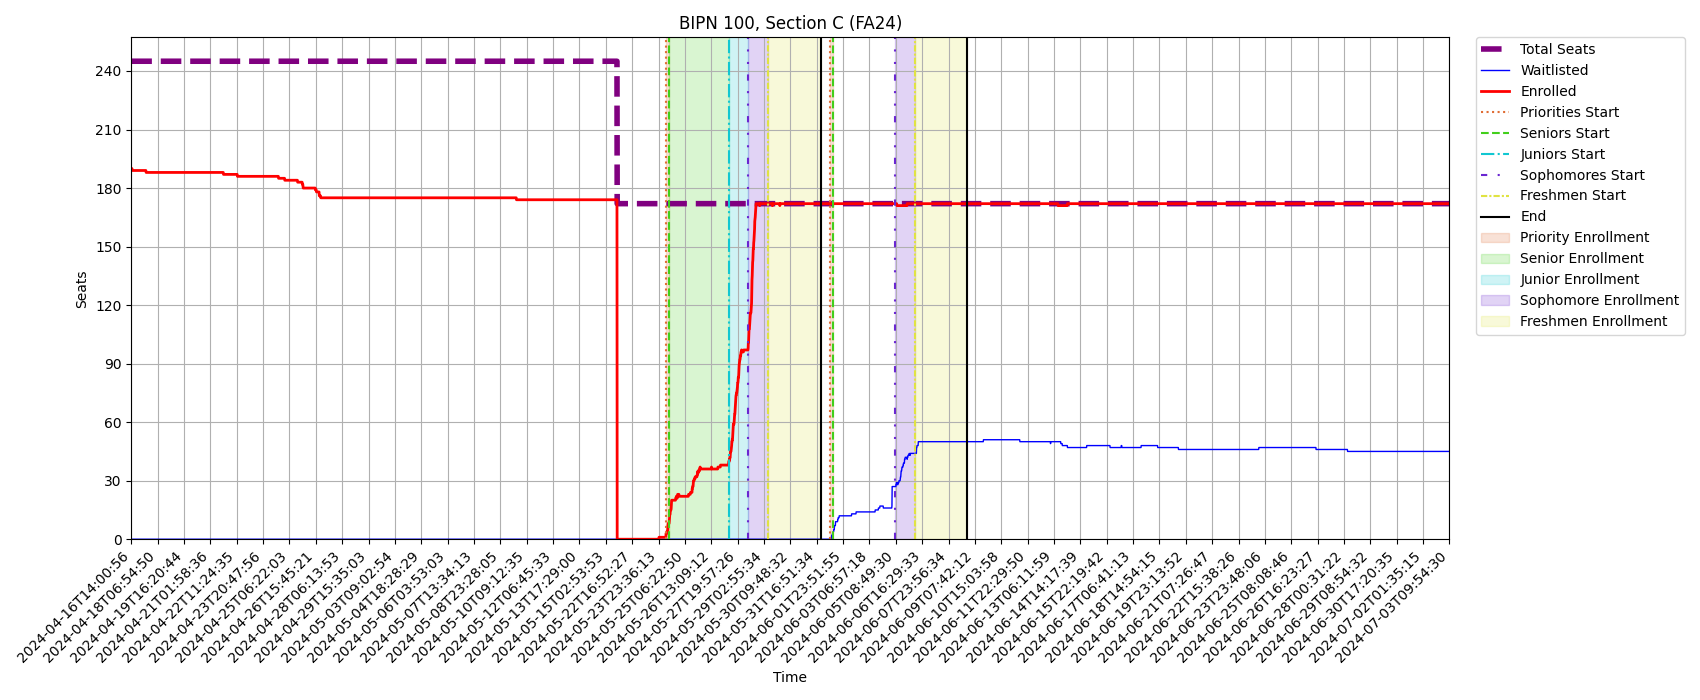 BIPN 100, Section C (FA24)
Seats
240
210
180
150
120
90
60
30
0
2024-04-16T14:00:56
2024-04-18T06:54:50
2024-04-19T16:20:44
2024-04-21T01:58:36
2024-04-22T11:24:35
2024-04-23T20:47:56
2024-04-25T06:22:03
2024-04-26T15:45:21
2024-04-28T06:13:53
2024-04-29T15:35:03
2024-05-03T09:02:54
2024-05-04T18:28:29
2024-05-06T03:53:03
2024-05-07T13:34:13
2024-05-08T23:28:05
2024-05-10T09:12:35
2024-05-12T06:45:33
2024-05-13T17:29:00
2024-05-15T02:53:53
2024-05-22T16:52:27
2024-05-23T23:36:13
2024-05-25T06:22:50
2024-05-26T13:09:12
2024-05-27T19:57:26
2024-05-29T02:55:34
2024-05-30T09:48:32
2024-05-31T16:51:34
2024-06-01T23:51:55
2024-06-03T06:57:18
2024-06-05T08:49:30
2024-06-06T16:29:33
2024-06-07T23:56:34
2024-06-09T07:42:12
2024-06-10T15:03:58
2024-06-11T22:29:50
2024-06-13T06:11:59
2024-06-14T14:17:39
2024-06-15T22:19:42
2024-06-17T06:41:13
2024-06-18T14:54:15
2024-06-19T23:13:52
2024-06-21T07:26:47
2024-06-22T15:38:26
2024-06-23T23:48:06
2024-06-25T08:08:46
2024-06-26T16:23:27
2024-06-28T00:31:22
2024-06-29T08:54:32
2024-06-30T17:20:35
2024-07-02T01:35:15
2024-07-03T09:54:30
Time
Total Seats
Waitlisted
Enrolled
Priorities Start
Seniors Start
Juniors Start
Sophomores Start
Freshmen Start
End
Priority Enrollment
Senior Enrollment
Junior Enrollment
Sophomore Enrollment
Freshmen Enrollment